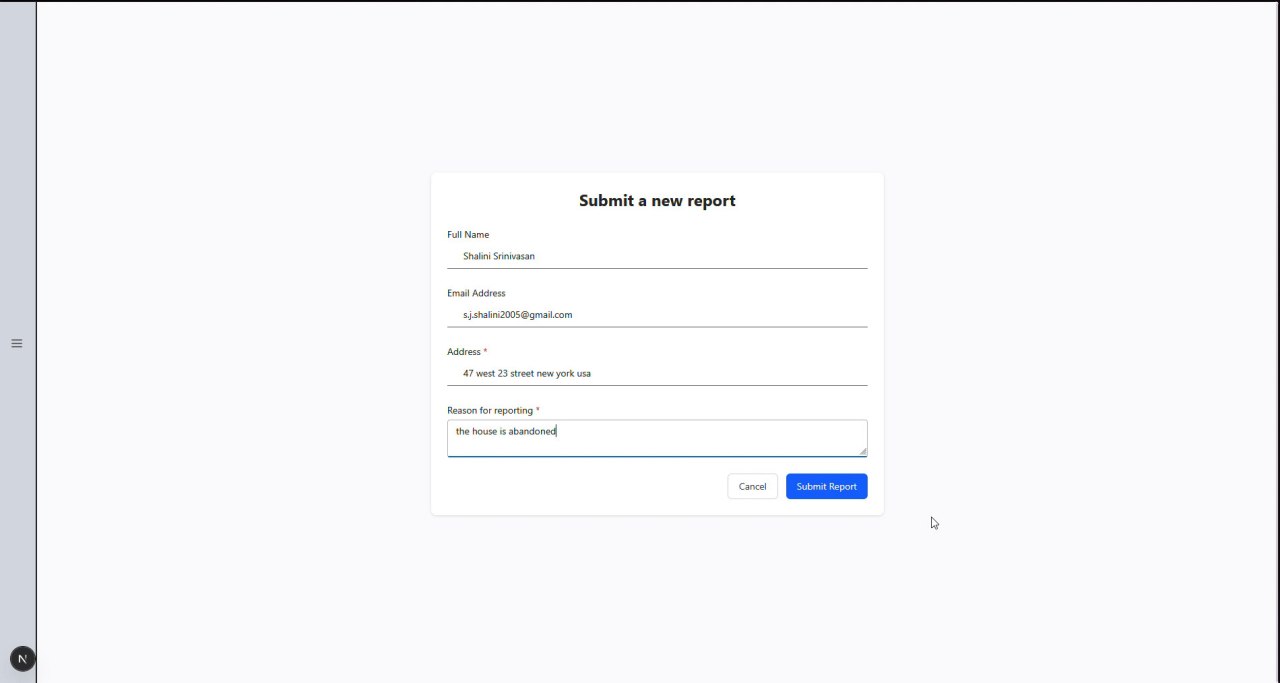 Submit a new report
Full Name
Shalini Srinivasan
Email Address
s.j.shalini2005@gmail.com
Address *
47 west 23 street new york usa
Reason for reporting *
the house is abandoned
Cancel
Submit Report
N